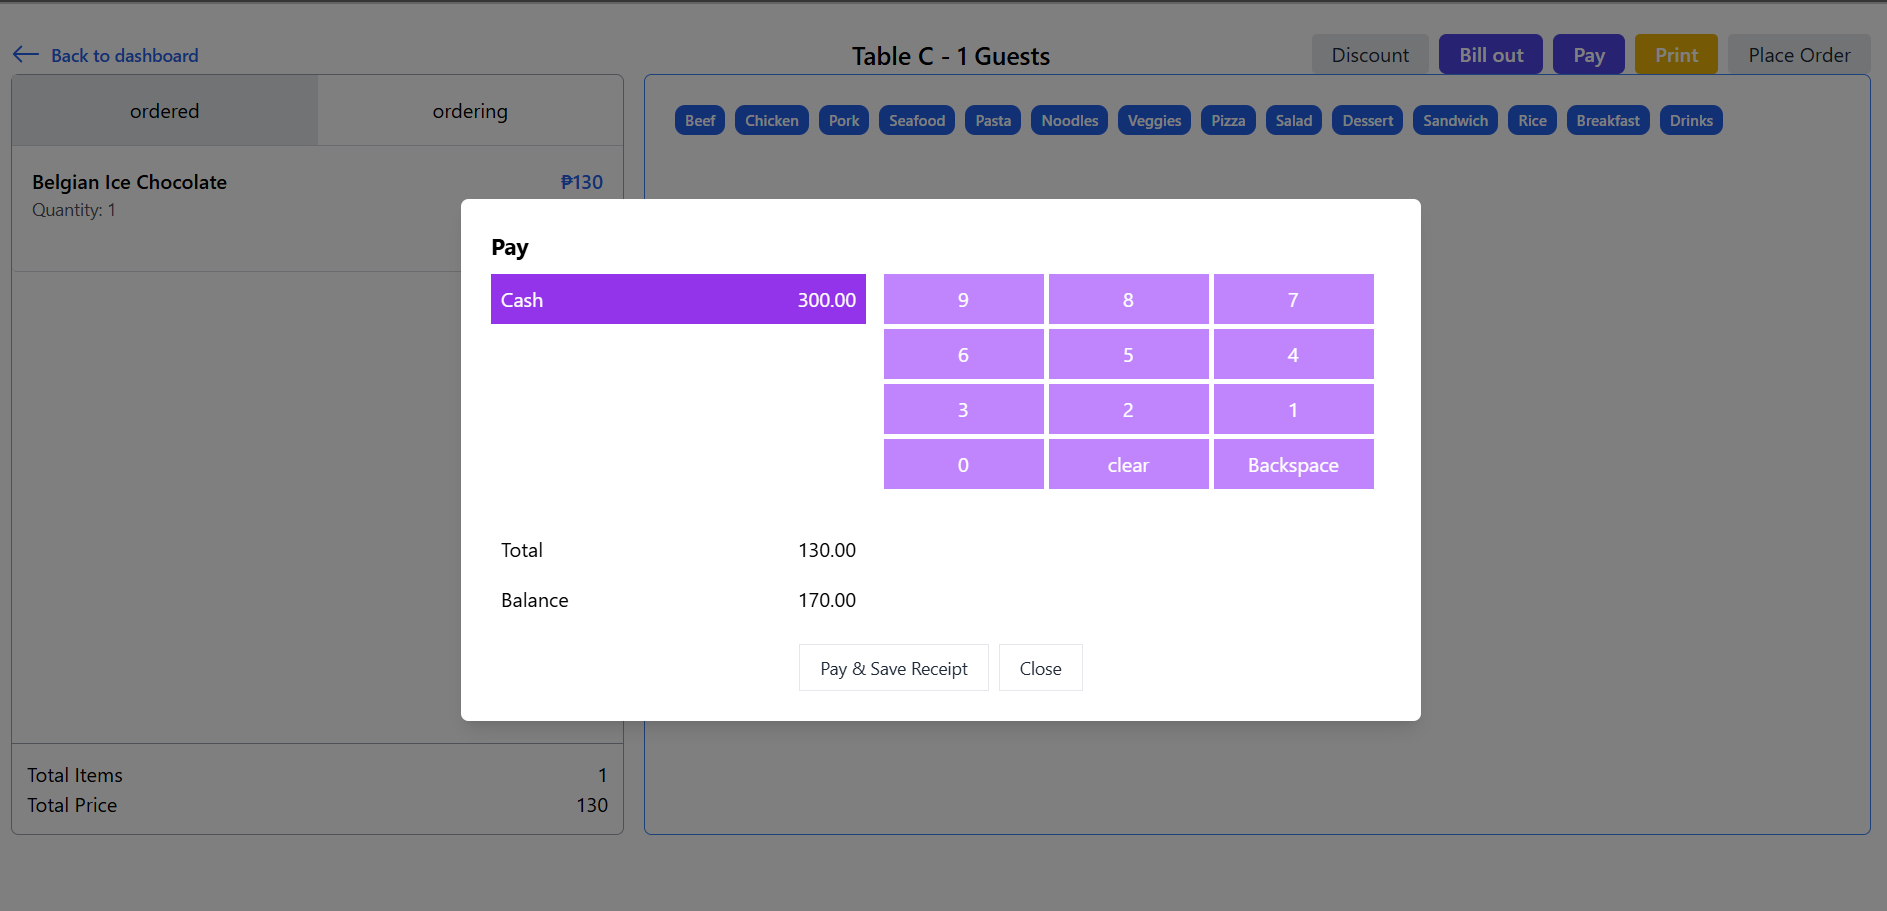 Back to dashboard
Table C - 1 Guests
Discount
Bill out
Pay
Print
Place Order
ordered
ordering
Beef
Chicken
Pork
Seafood
Pasta
Noodles
Veggies
Pizza
Salad
Dessert
Sandwich
Rice
Breakfast
Drinks
Belgian Ice Chocolate
₱130
Quantity: 1
Pay
Cash 300.00
9 8 7
6 5 4
3 2 1
0 clear Backspace
Total 130.00
Balance 170.00
Pay & Save Receipt
Close
Total Items 1
Total Price 130